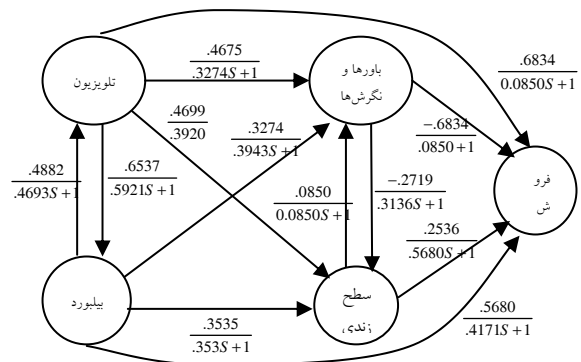 .4675
.3274S+1
.6834
0.0850S+1
تلویزیون
باورها و
نگرش‌ها
.4699
.3920
.3274
.3943S+1
-.6834
.0850+1
.4882
.4693S+1
.6537
.5921S+1
.0850
0.0850S+1
-.2719
.3136S+1
فرو
ش
.2536
.5680S+1
بیلبورد
سطح
زندی
.3535
.353S+1
.5680
.4171S+1